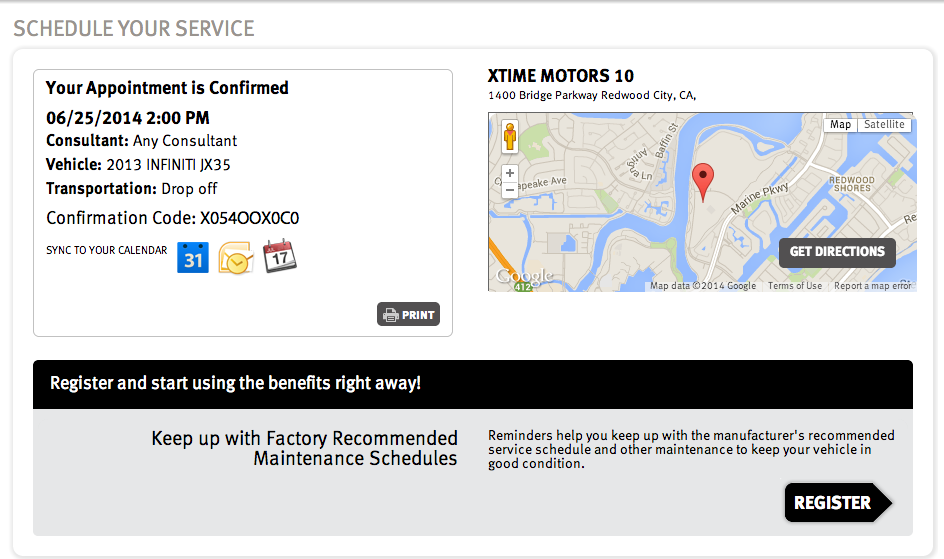 SCHEDULE YOUR SERVICE
Your Appointment is Confirmed
06/25/2014 2:00 PM
Consultant: Any Consultant
Vehicle: 2013 INFINITI JX35
Transportation: Drop off
Confirmation Code: X054OOX0C0
SYNC TO YOUR CALENDAR
31
17
PRINT
XTIME MOTORS 10
1400 Bridge Parkway Redwood City, CA,
Map Satellite
Baffin St
Chesapeake Ave
Marine Pkwy
REDWOOD
SHORES
GET DIRECTIONS
Google
412
Map data ©2014 Google Terms of Use Report a map error
Register and start using the benefits right away!
Keep up with Factory Recommended
Maintenance Schedules
Reminders help you keep up with the manufacturer's recommended
service schedule and other maintenance to keep your vehicle in
good condition.
REGISTER